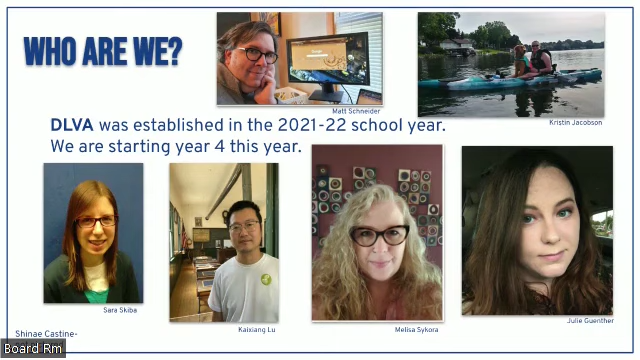 WHO ARE WE?
Matt Schneider
Kristin Jacobson
DLVA was established in the 2021-22 school year.
We are starting year 4 this year.
Sara Skiba
Kaixiang Lu
Melisa Sykora
Julie Guenther
Shinae Castine-
Board Rm